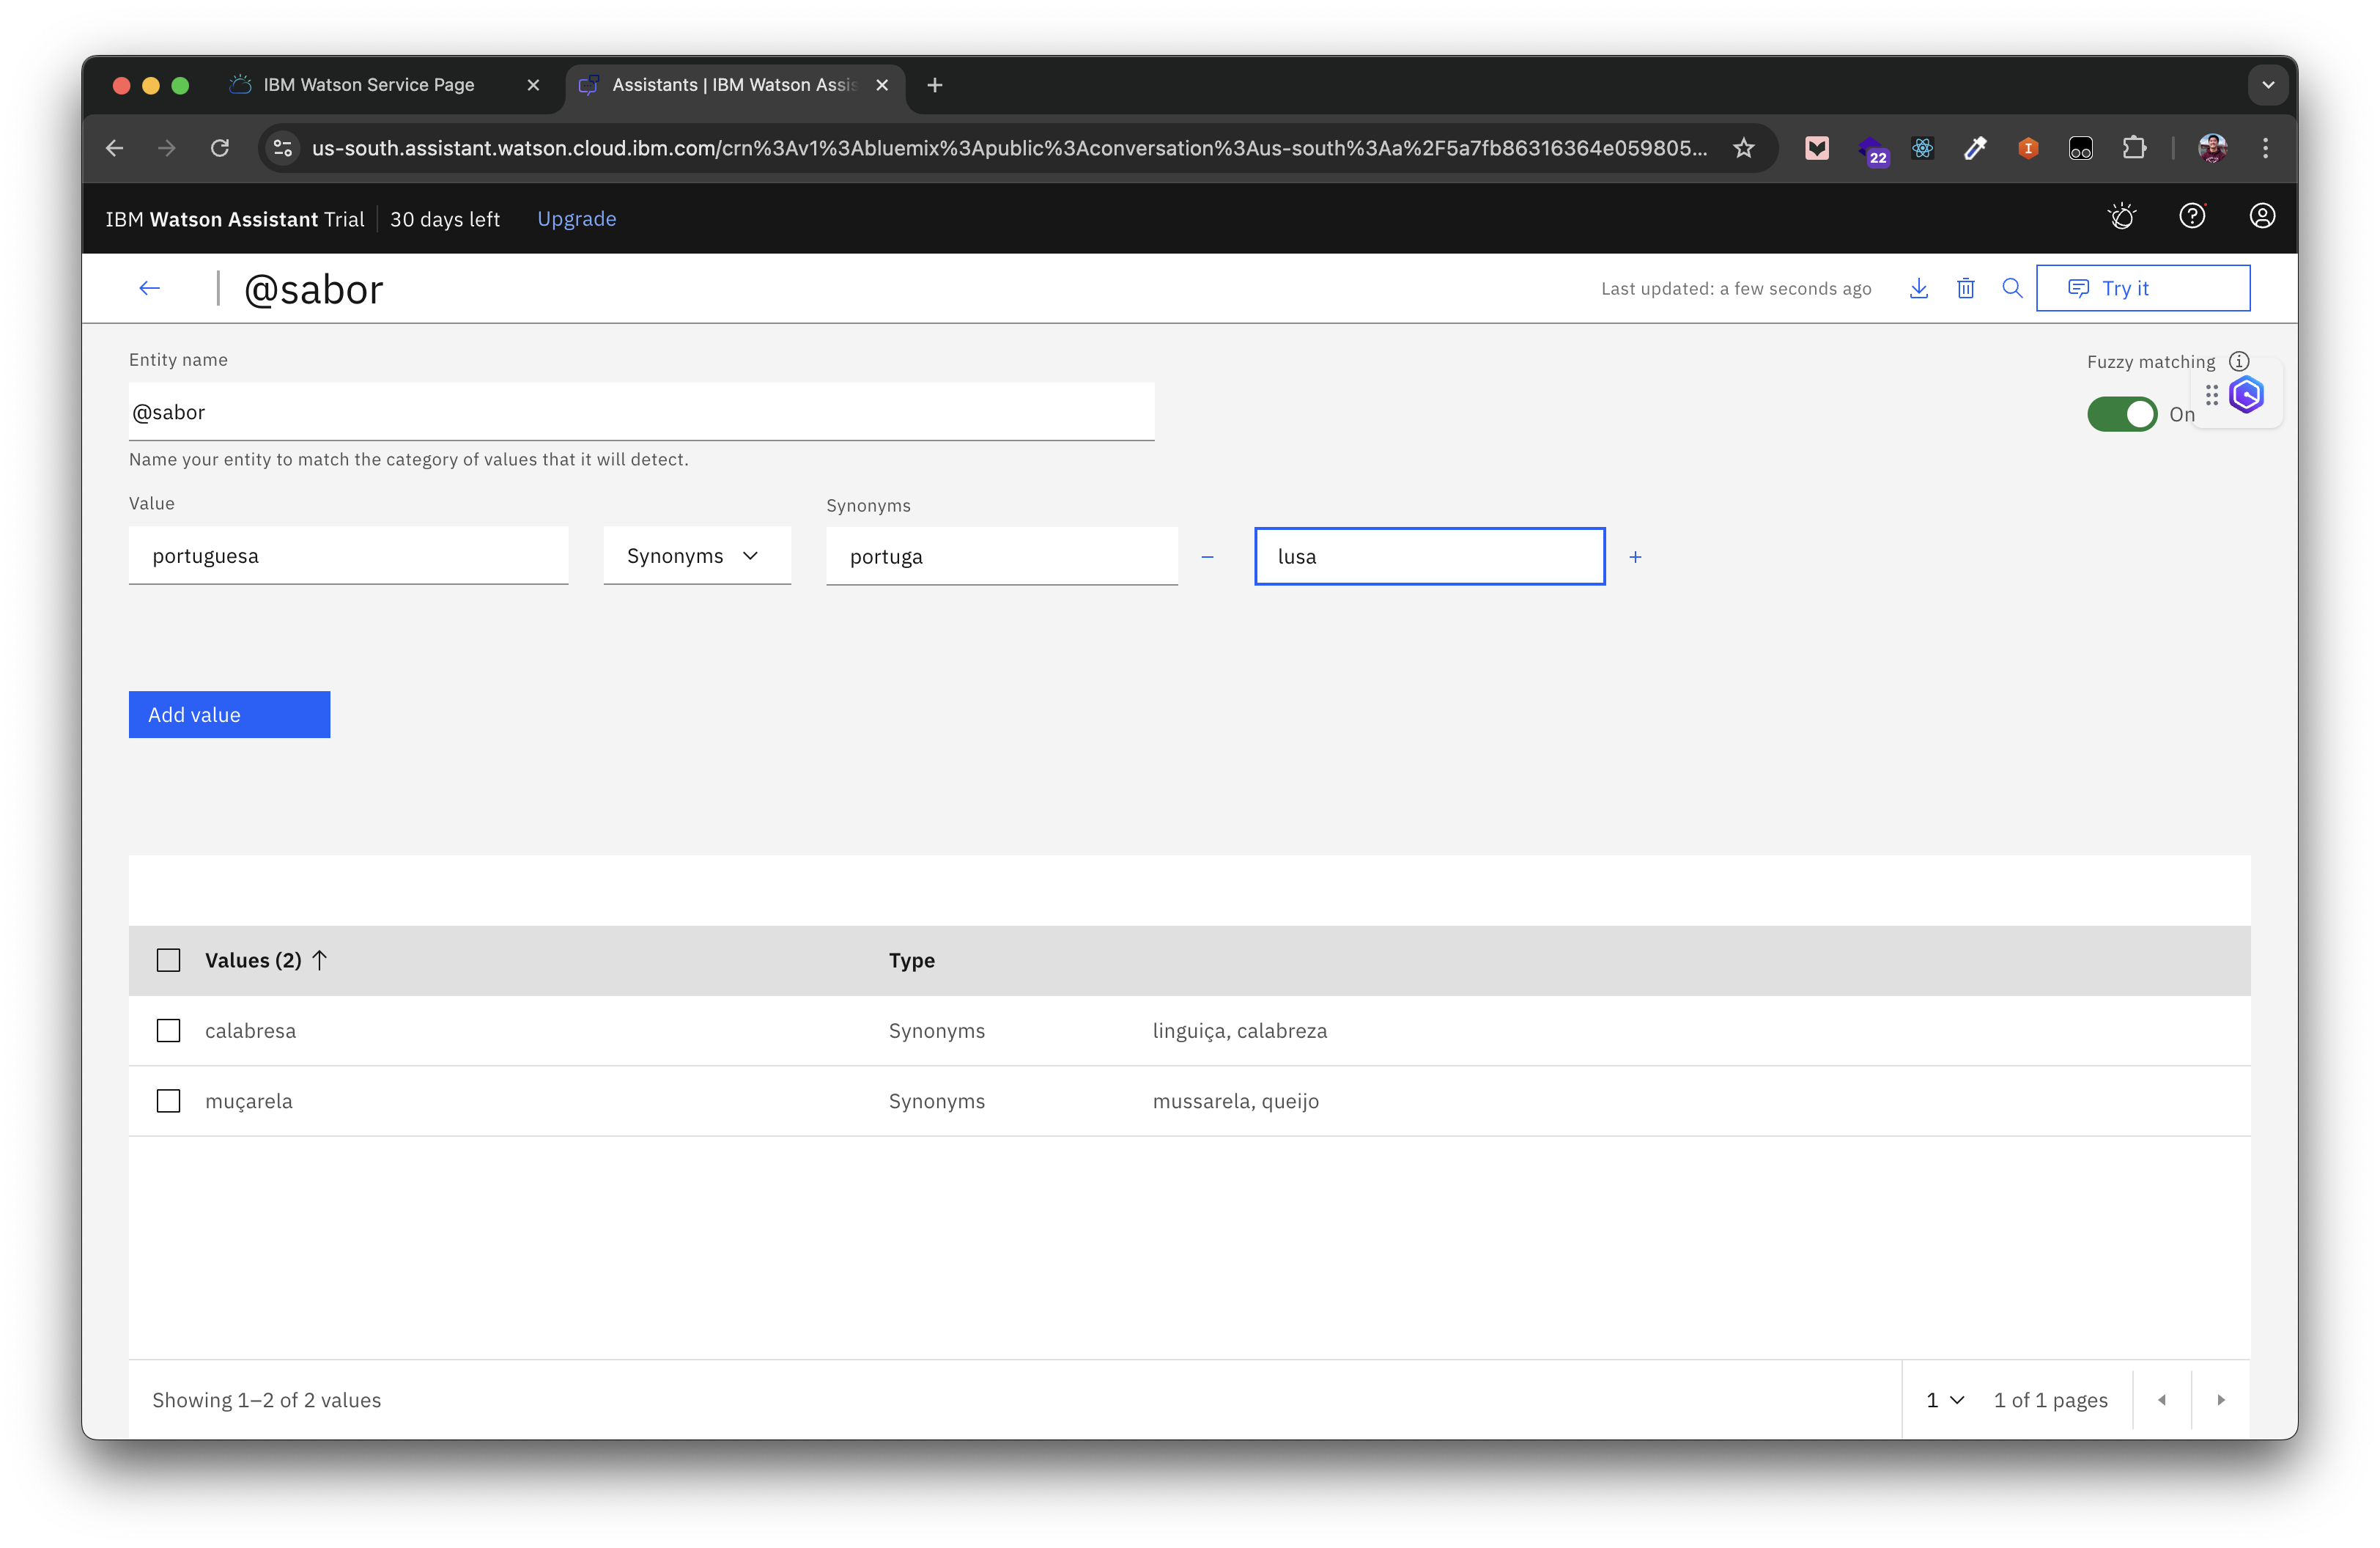 IBM Watson Service Page
Assistants | IBM Watson Assis
us-south.assistant.watson.cloud.ibm.com/crn%3Av1%3Abluemix%3Apublic%3Aconversation%3Aus-south%3Aa%2F5a7fb86316364e059805...
22
IBM Watson Assistant Trial 30 days left Upgrade
@sabor
Last updated: a few seconds ago
Try it
Entity name
Fuzzy matching
@sabor
On
Name your entity to match the category of values that it will detect.
Value
Synonyms
portuguesa Synonyms portuga lusa
Add value
Values (2) Type
calabresa Synonyms linguiça, calabreza
muçarela Synonyms mussarela, queijo
Showing 1–2 of 2 values
1 1 of 1 pages